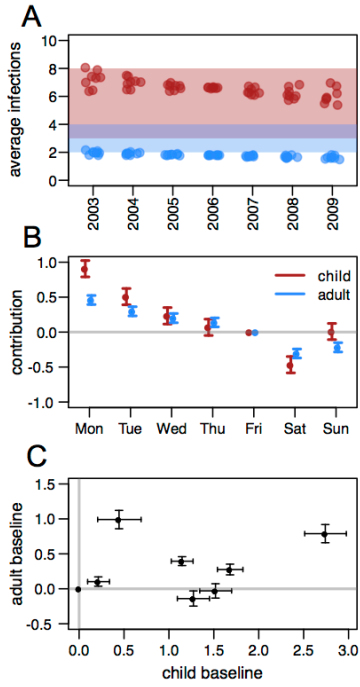 A
average infections
10
8
6
4
2
0
2003 2004 2005 2006 2007 2008 2009
B
contribution
1.0
0.5
0.0
-0.5
-1.0
child
adult
Mon Tue Wed Thu Fri Sat Sun
C
adult baseline
1.5
1.0
0.5
0.0
-0.5
0.0 0.5 1.0 1.5 2.0 2.5 3.0
child baseline